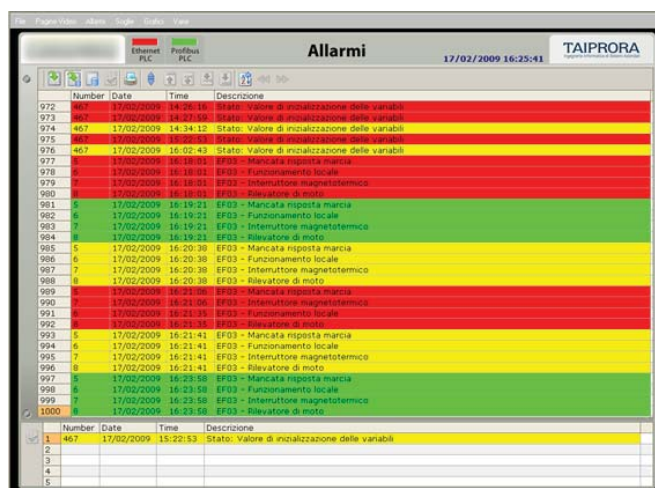 File Pagine Video Allarmi Soglie Grafici Varie
Ethernet PLC
Profibus PLC
Allarmi
17/02/2009 16:25:41
TAIPRORA
Number Date Time Descrizione
972 467 17/02/2009 14:26:16 Stato: Valore di inizializzazione delle variabili
973 467 17/02/2009 14:27:59 Stato: Valore di inizializzazione delle variabili
974 467 17/02/2009 14:34:12 Stato: Valore di inizializzazione delle variabili
975 467 17/02/2009 15:22:53 Stato: Valore di inizializzazione delle variabili
976 467 17/02/2009 16:02:43 Stato: Valore di inizializzazione delle variabili
977 5 17/02/2009 16:18:01 EF03 - Mancata risposta marcia
978 6 17/02/2009 16:18:01 EF03 - Funzionamento locale
979 7 17/02/2009 16:18:01 EF03 - Interruttore magnetotermico
980 8 17/02/2009 16:18:01 EF03 - Rilevatore di moto
981 5 17/02/2009 16:19:21 EF03 - Mancata risposta marcia
982 6 17/02/2009 16:19:21 EF03 - Funzionamento locale
983 7 17/02/2009 16:19:21 EF03 - Interruttore magnetotermico
984 8 17/02/2009 16:19:21 EF03 - Rilevatore di moto
985 5 17/02/2009 16:20:38 EF03 - Mancata risposta marcia
986 6 17/02/2009 16:20:38 EF03 - Funzionamento locale
987 7 17/02/2009 16:20:38 EF03 - Interruttore magnetotermico
988 8 17/02/2009 16:20:38 EF03 - Rilevatore di moto
989 5 17/02/2009 16:21:06 EF03 - Mancata risposta marcia
990 7 17/02/2009 16:21:06 EF03 - Interruttore magnetotermico
991 6 17/02/2009 16:21:35 EF03 - Funzionamento locale
992 8 17/02/2009 16:21:35 EF03 - Rilevatore di moto
993 5 17/02/2009 16:21:41 EF03 - Mancata risposta marcia
994 6 17/02/2009 16:21:41 EF03 - Funzionamento locale
995 7 17/02/2009 16:21:41 EF03 - Interruttore magnetotermico
996 8 17/02/2009 16:21:41 EF03 - Rilevatore di moto
997 5 17/02/2009 16:23:58 EF03 - Mancata risposta marcia
998 6 17/02/2009 16:23:58 EF03 - Funzionamento locale
999 7 17/02/2009 16:23:58 EF03 - Interruttore magnetotermico
1000 8 17/02/2009 16:23:58 EF03 - Rilevatore di moto
Number Date Time Descrizione
1 467 17/02/2009 15:22:53 Stato: Valore di inizializzazione delle variabili
2
3
4
5